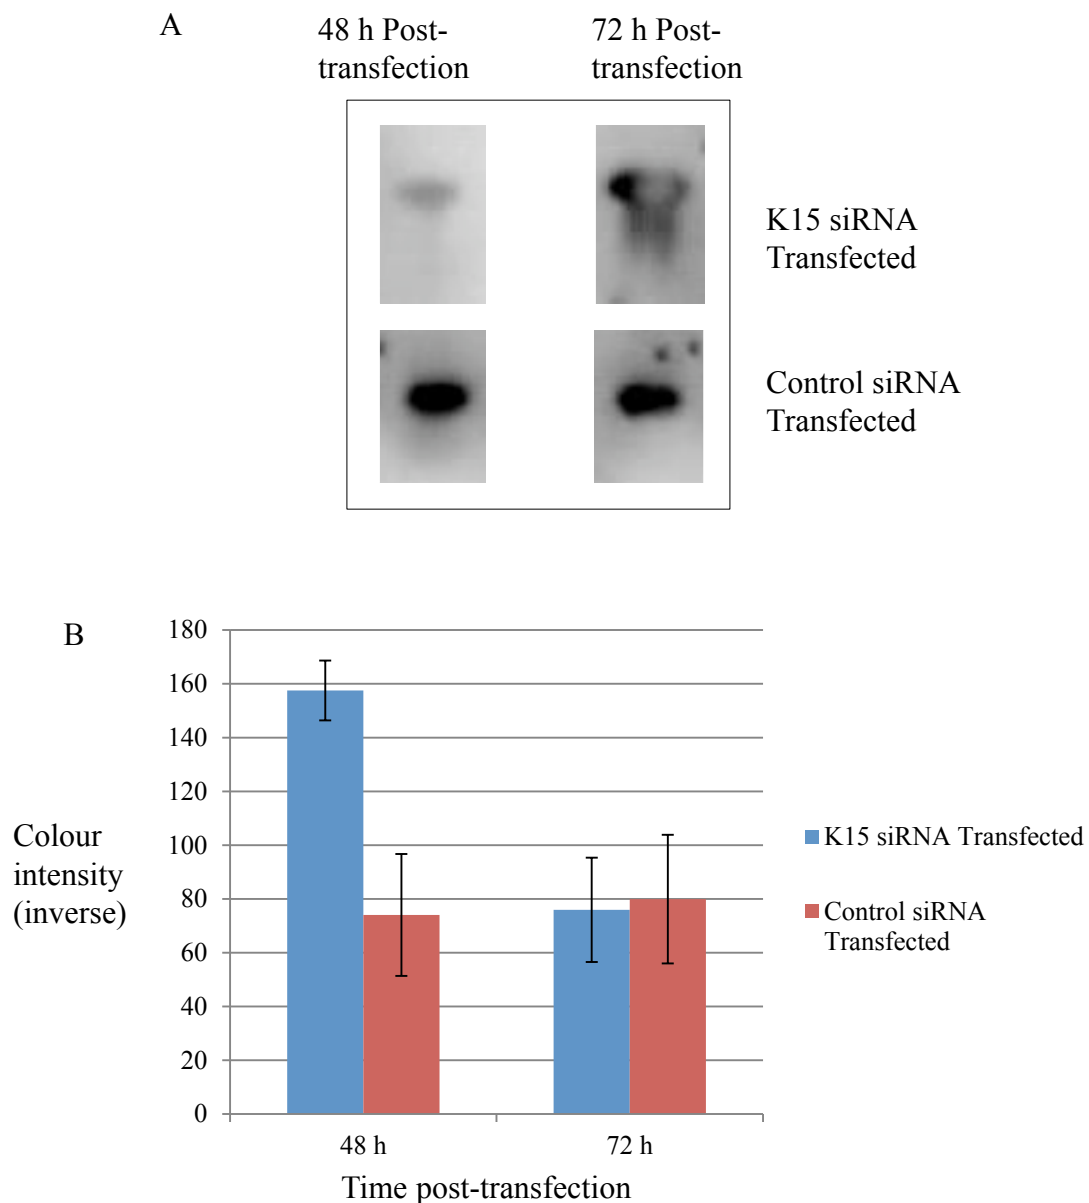 A
48 h Post-
transfection
72 h Post-
transfection
K15 siRNA
Transfected
Control siRNA
Transfected
B
180
160
140
120
100
80
60
40
20
0
Colour
intensity
(inverse)
48 h
72 h
Time post-transfection
K15 siRNA Transfected
Control siRNA
Transfected